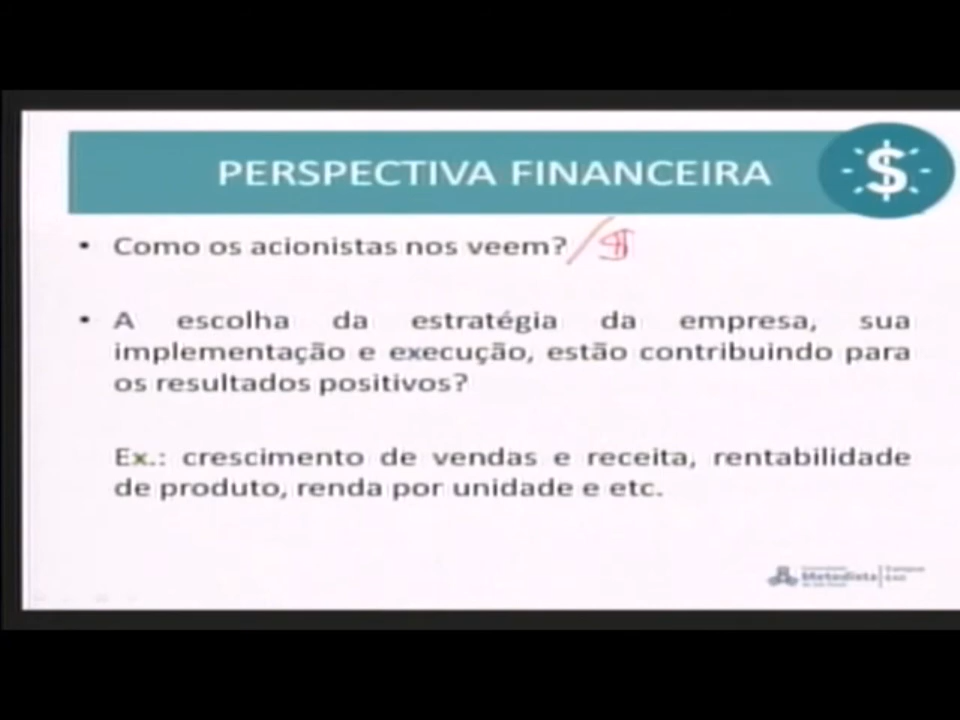 PERSPECTIVA FINANCEIRA
$
• Como os acionistas nos veem?
• A escolha da estratégia da empresa, sua
implementação e execução, estão contribuindo para
os resultados positivos?
Ex.: crescimento de vendas e receita, rentabilidade
de produto, renda por unidade e etc.
Metodista